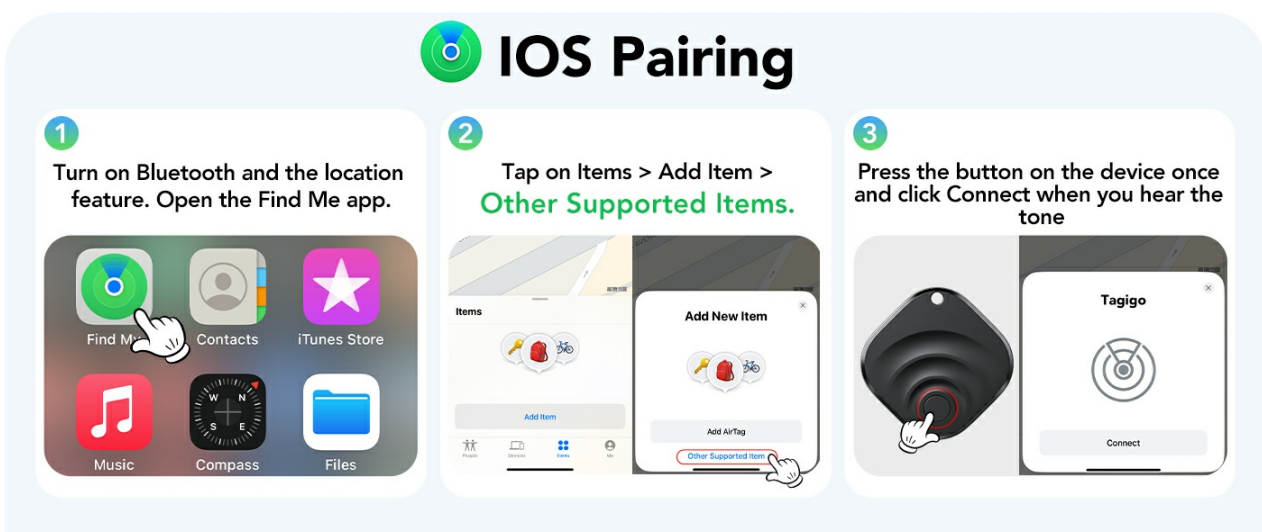 IOS Pairing
1
Turn on Bluetooth and the location
feature. Open the Find Me app.
Find My
Contacts
iTunes Store
W N
S E
Music
Compass
Files
2
Tap on Items > Add Item >
Other Supported Items.
Items
Add Item
People
Devices
Items
Me
Add New Item
Add AirTag
Other Supported Item
3
Press the button on the device once
and click Connect when you hear the
tone
Tagigo
Connect